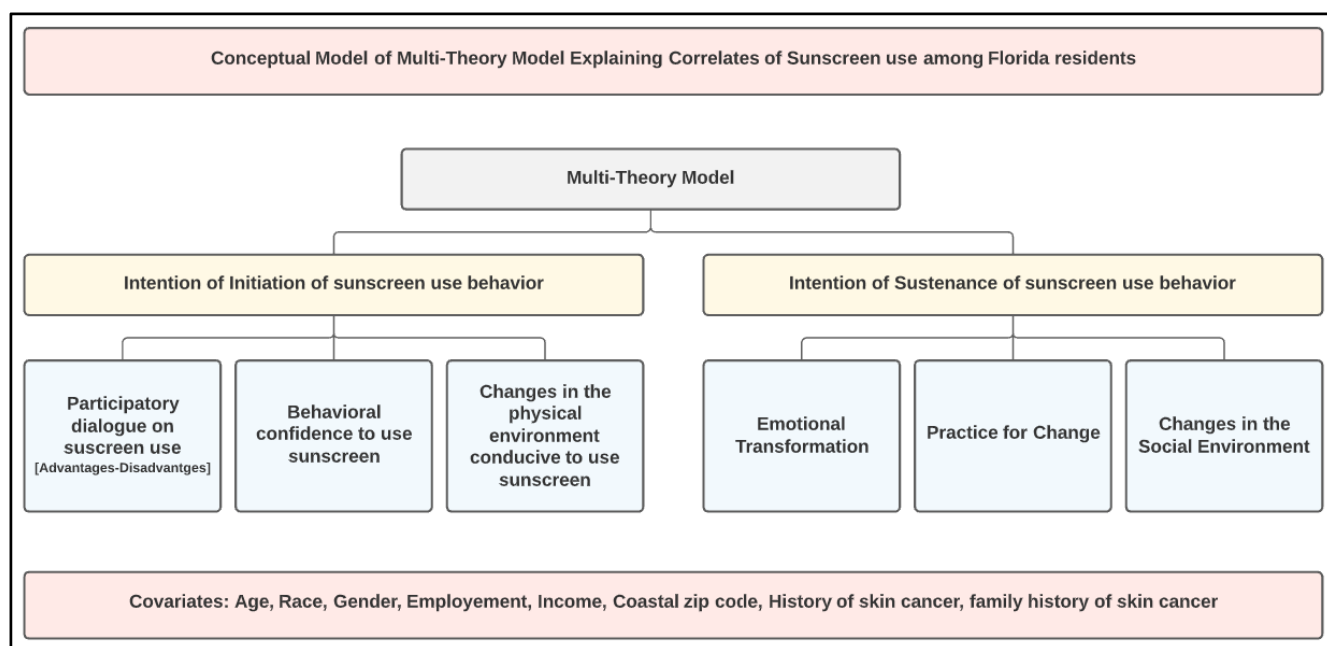 Conceptual Model of Multi-Theory Model Explaining Correlates of Sunscreen use among Florida residents
Multi-Theory Model
Intention of Initiation of sunscreen use behavior
Intention of Sustenance of sunscreen use behavior
Participatory
dialogue on
suscreen use
[Advantages-Disadvantges]
Behavioral
confidence to use
sunscreen
Changes in the
physical
environment
conducive to use
sunscreen
Emotional
Transformation
Practice for Change
Changes in the
Social Environment
Covariates: Age, Race, Gender, Employement, Income, Coastal zip code, History of skin cancer, family history of skin cancer